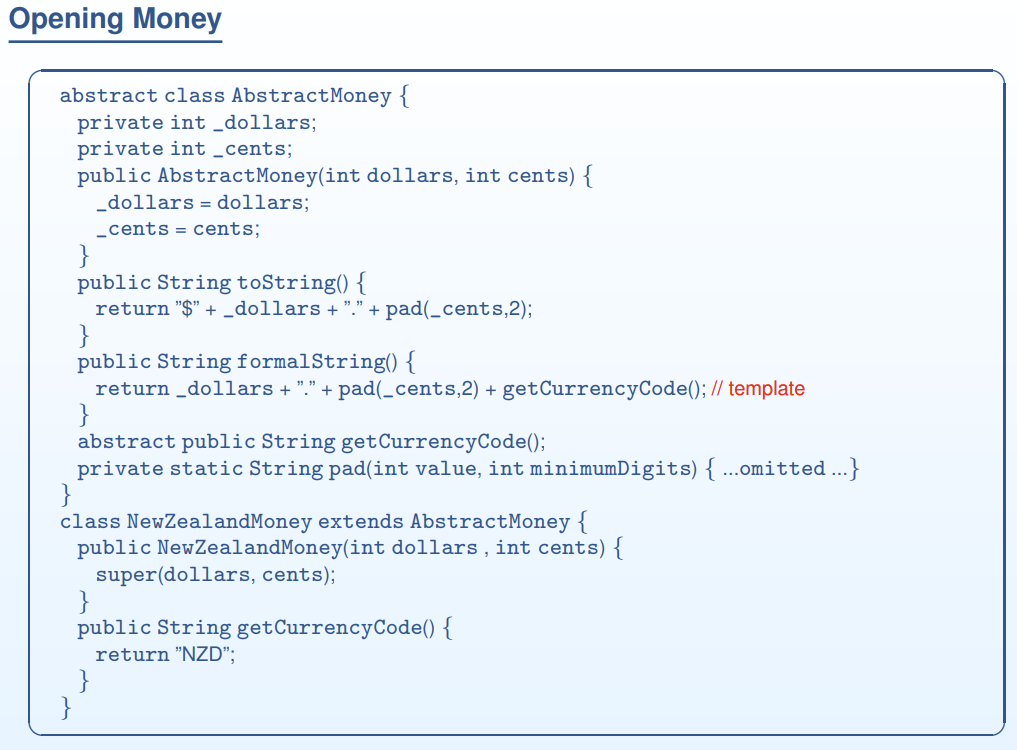 Opening Money
abstract class AbstractMoney {
private int _dollars;
private int _cents;
public AbstractMoney(int dollars, int cents) {
_dollars = dollars;
_cents = cents;
}
public String toString() {
return ”$” + _dollars + ”.” + pad(_cents,2);
}
public String formalString() {
return _dollars + ”.” + pad(_cents,2) + getCurrencyCode(); // template
}
abstract public String getCurrencyCode();
private static String pad(int value, int minimumDigits) { ...omitted ...}
}
class NewZealandMoney extends AbstractMoney {
public NewZealandMoney(int dollars , int cents) {
super(dollars, cents);
}
public String getCurrencyCode() {
return ”NZD”;
}
}